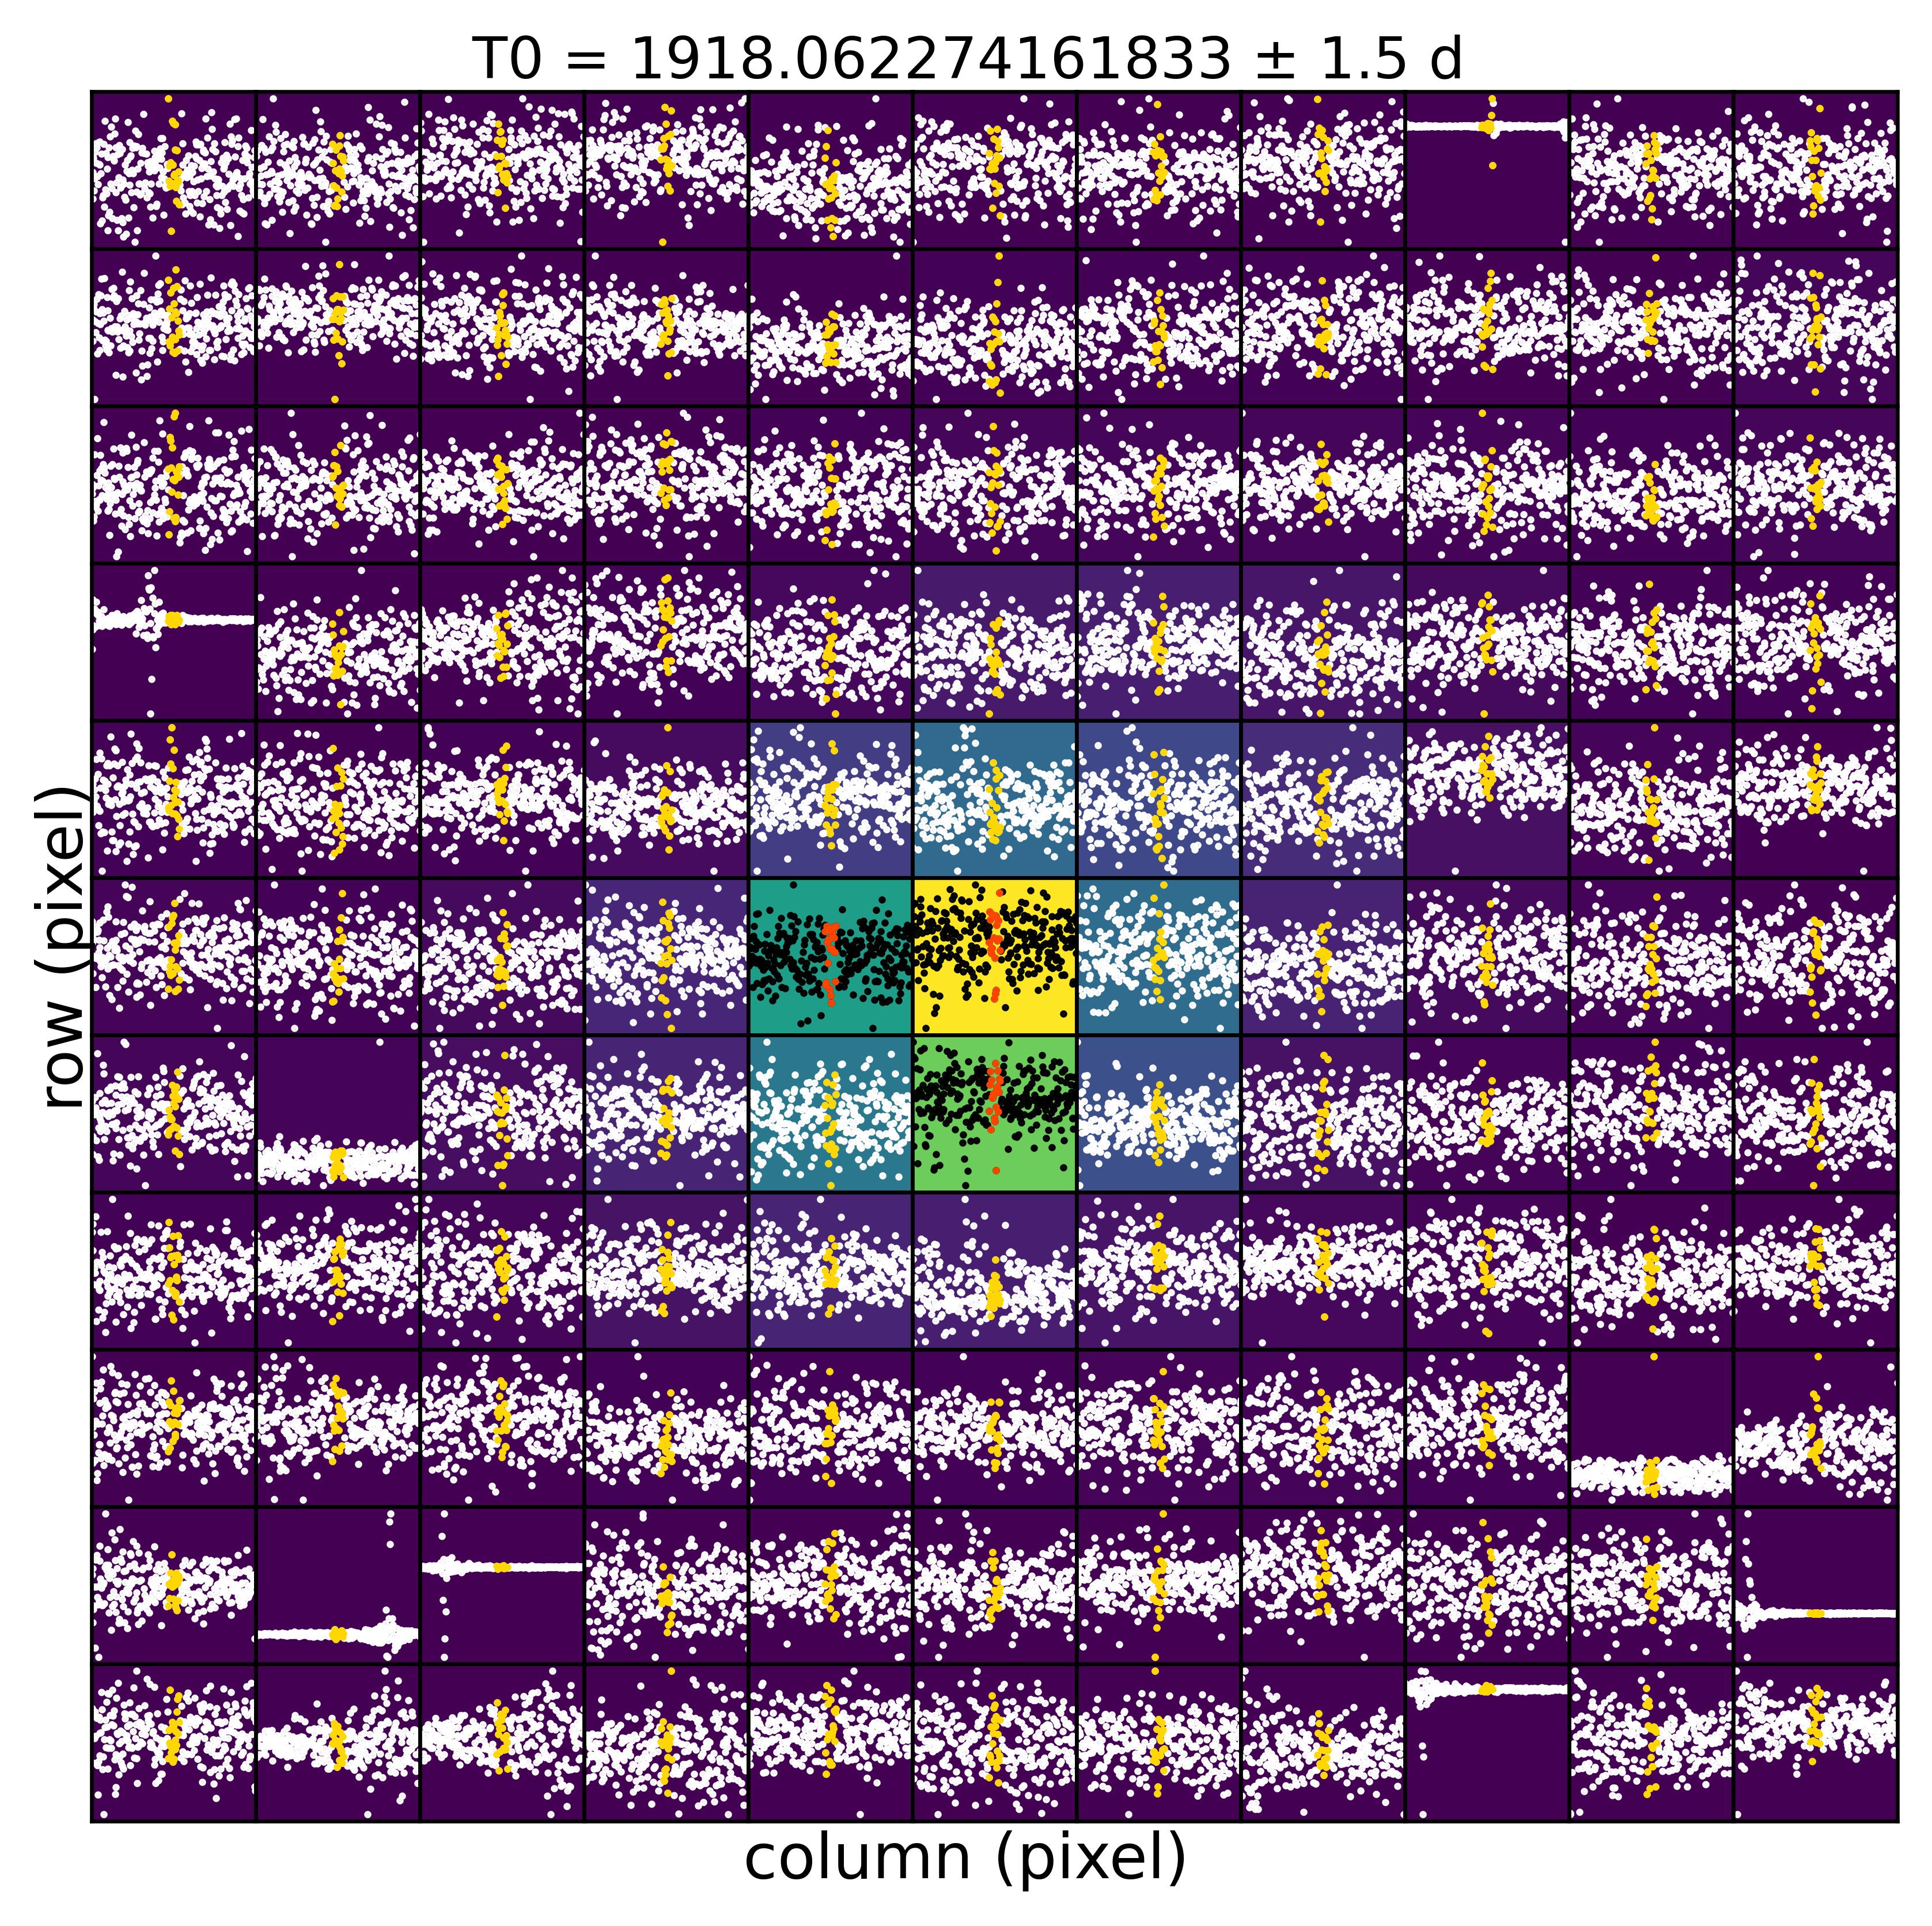 T0 = 1918.062274161833 ± 1.5 d
row (pixel)
column (pixel)